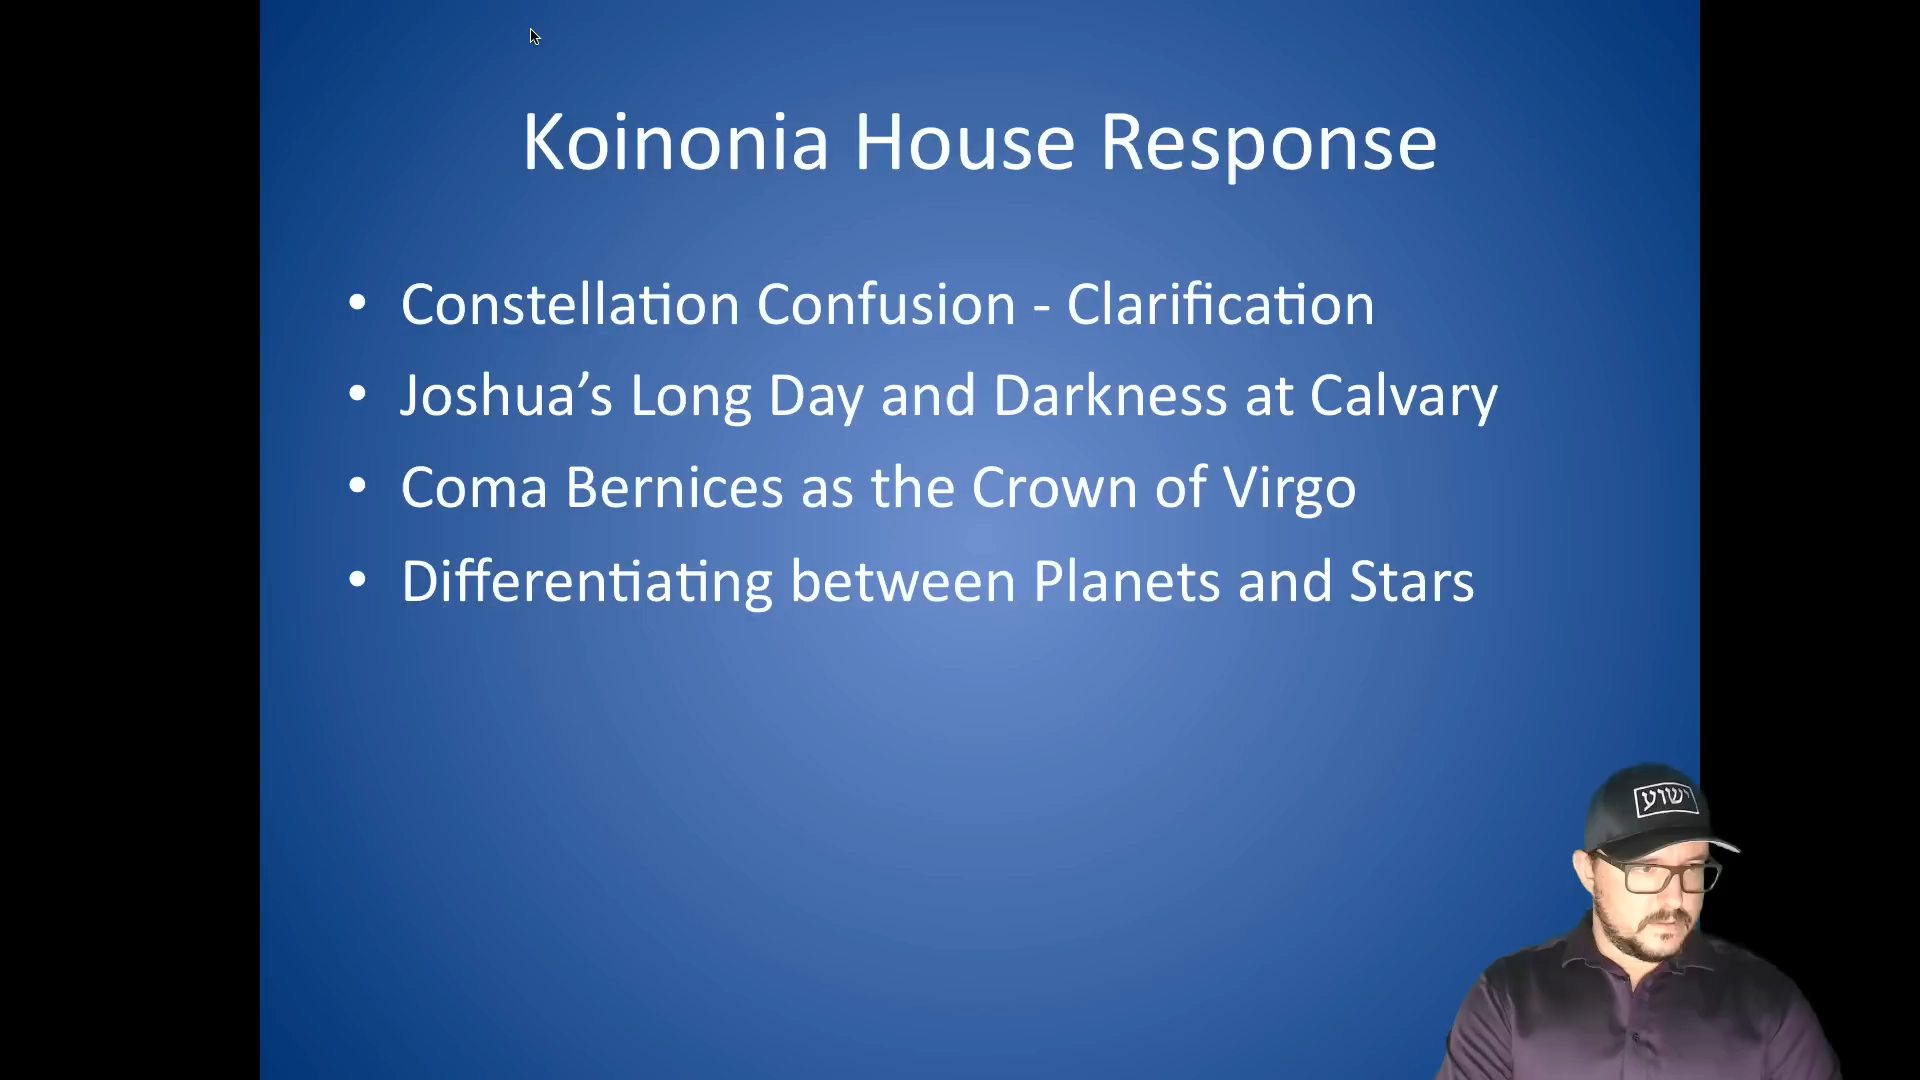 Koinonia House Response
• Constellation Confusion - Clarification
• Joshua’s Long Day and Darkness at Calvary
• Coma Bernices as the Crown of Virgo
• Differentiating between Planets and Stars
ישוע